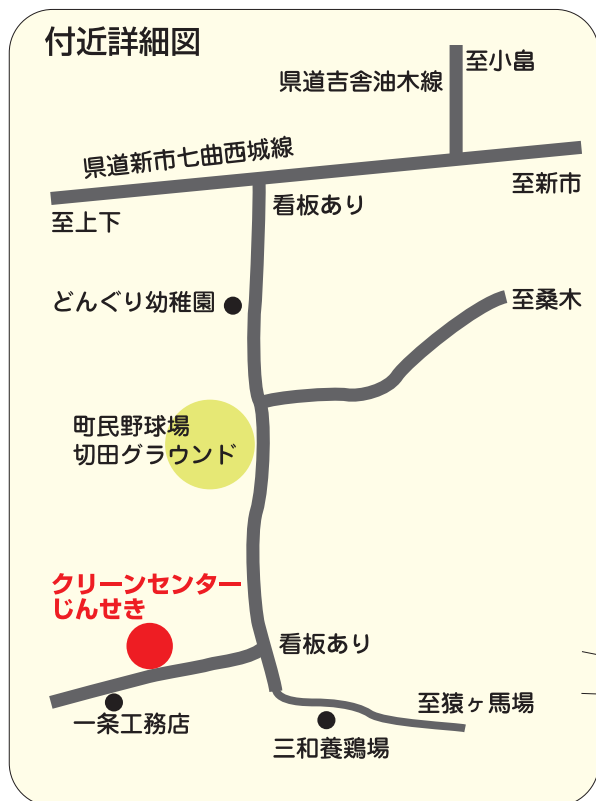 付近詳細図
至小畠
県道吉舎油木線
県道新市七曲西城線
至新市
看板あり
至上下
どんぐり幼稚園
至桑木
町民野球場
切田グラウンド
クリーンセンター
じんせき
看板あり
至猿ヶ馬場
一条工務店
三和養鶏場